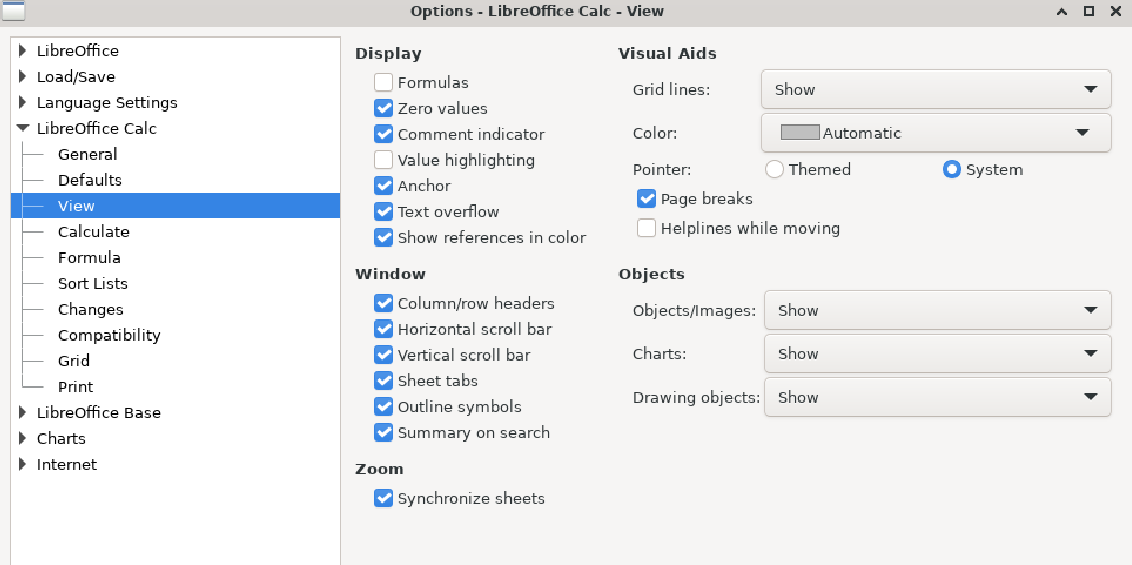 Options - LibreOffice Calc - View
LibreOffice
Load/Save
Language Settings
LibreOffice Calc
General
Defaults
View
Calculate
Formula
Sort Lists
Changes
Compatibility
Grid
Print
LibreOffice Base
Charts
Internet
Display
Formulas
Zero values
Comment indicator
Value highlighting
Anchor
Text overflow
Show references in color
Window
Column/row headers
Horizontal scroll bar
Vertical scroll bar
Sheet tabs
Outline symbols
Summary on search
Zoom
Synchronize sheets
Visual Aids
Grid lines: Show
Color: Automatic
Pointer: Themed System
Page breaks
Helplines while moving
Objects
Objects/Images: Show
Charts: Show
Drawing objects: Show